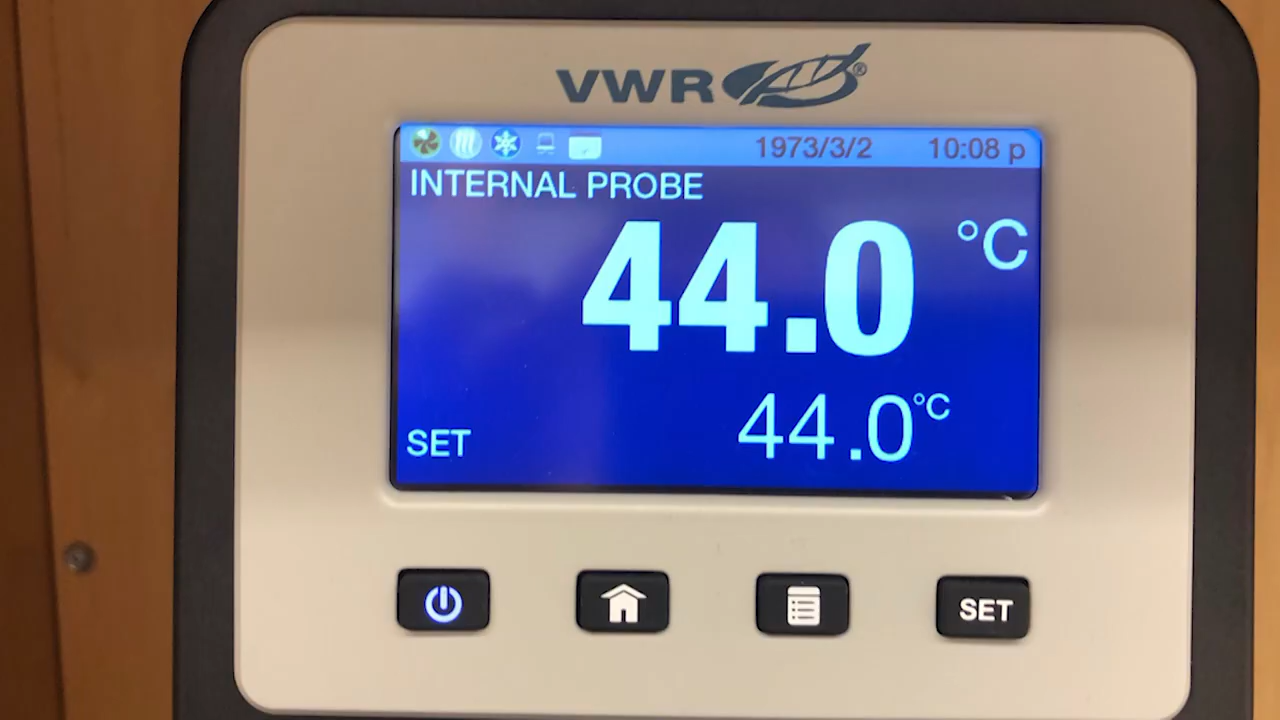 VWR®
1973/3/2 10:08 p
INTERNAL PROBE
44.0 °C
SET 44.0 °C
SET